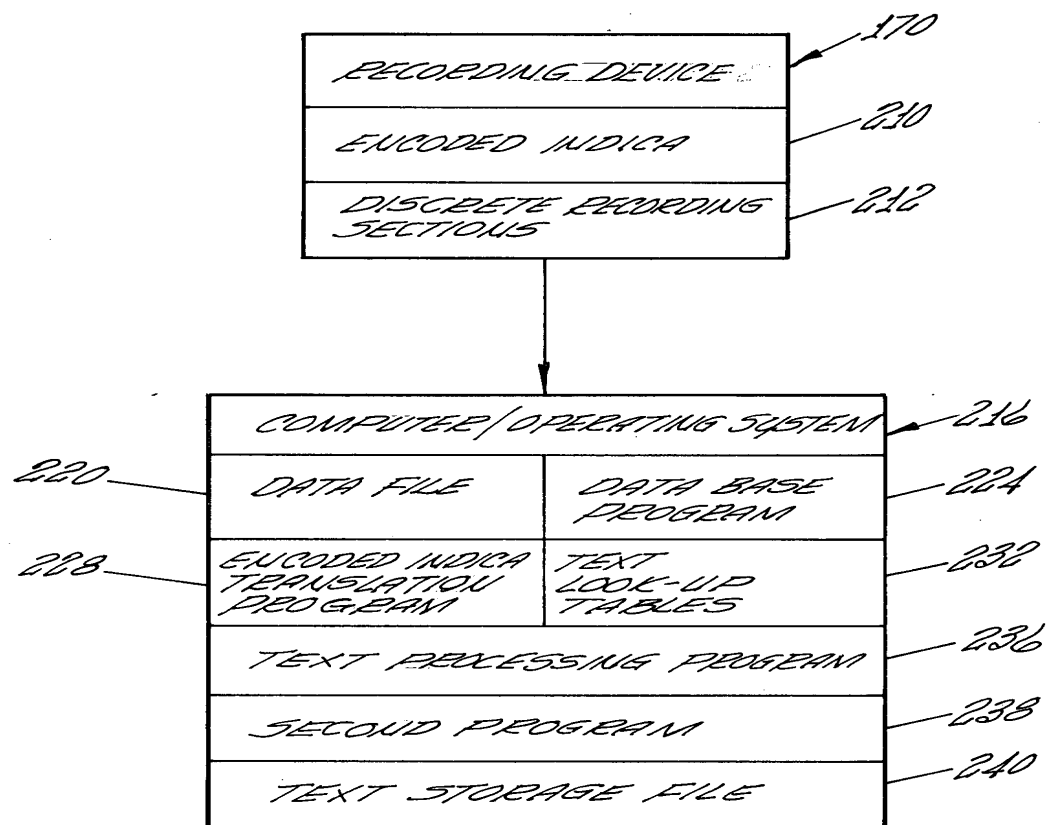 170
RECORDING DEVICE
210
ENCODED INDICA
212
DISCRETE RECORDING
SECTIONS
COMPUTER/OPERATING SYSTEM
216
220
DATA FILE
DATA BASE
PROGRAM
224
228
ENCODED INDICA
TRANSLATION
PROGRAM
TEXT
LOOK-UP
TABLES
232
TEXT PROCESSING PROGRAM
236
SECOND PROGRAM
238
TEXT STORAGE FILE
240